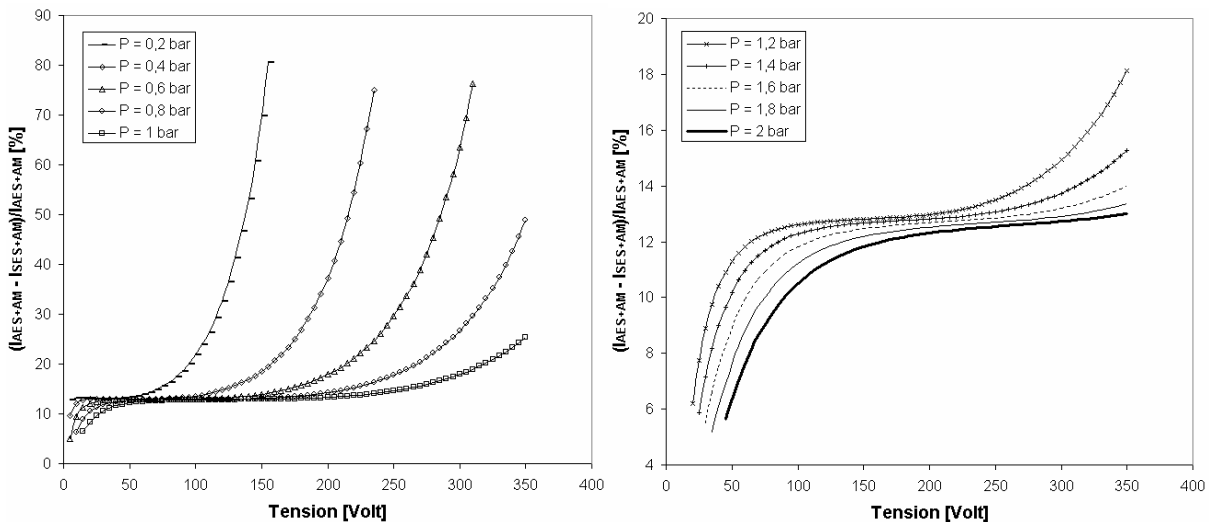 90
80
70
60
50
40
30
20
10
0
(IAES+AM - ISES+AM)/IAES+AM [%]
P = 0,2 bar
P = 0,4 bar
P = 0,6 bar
P = 0,8 bar
P = 1 bar
0 50 100 150 200 250 300 350 400
Tension [Volt]
20
18
16
14
12
10
8
6
4
(IAES+AM - ISES+AM)/IAES+AM [%]
P = 1,2 bar
P = 1,4 bar
P = 1,6 bar
P = 1,8 bar
P = 2 bar
0 50 100 150 200 250 300 350 400
Tension [Volt]